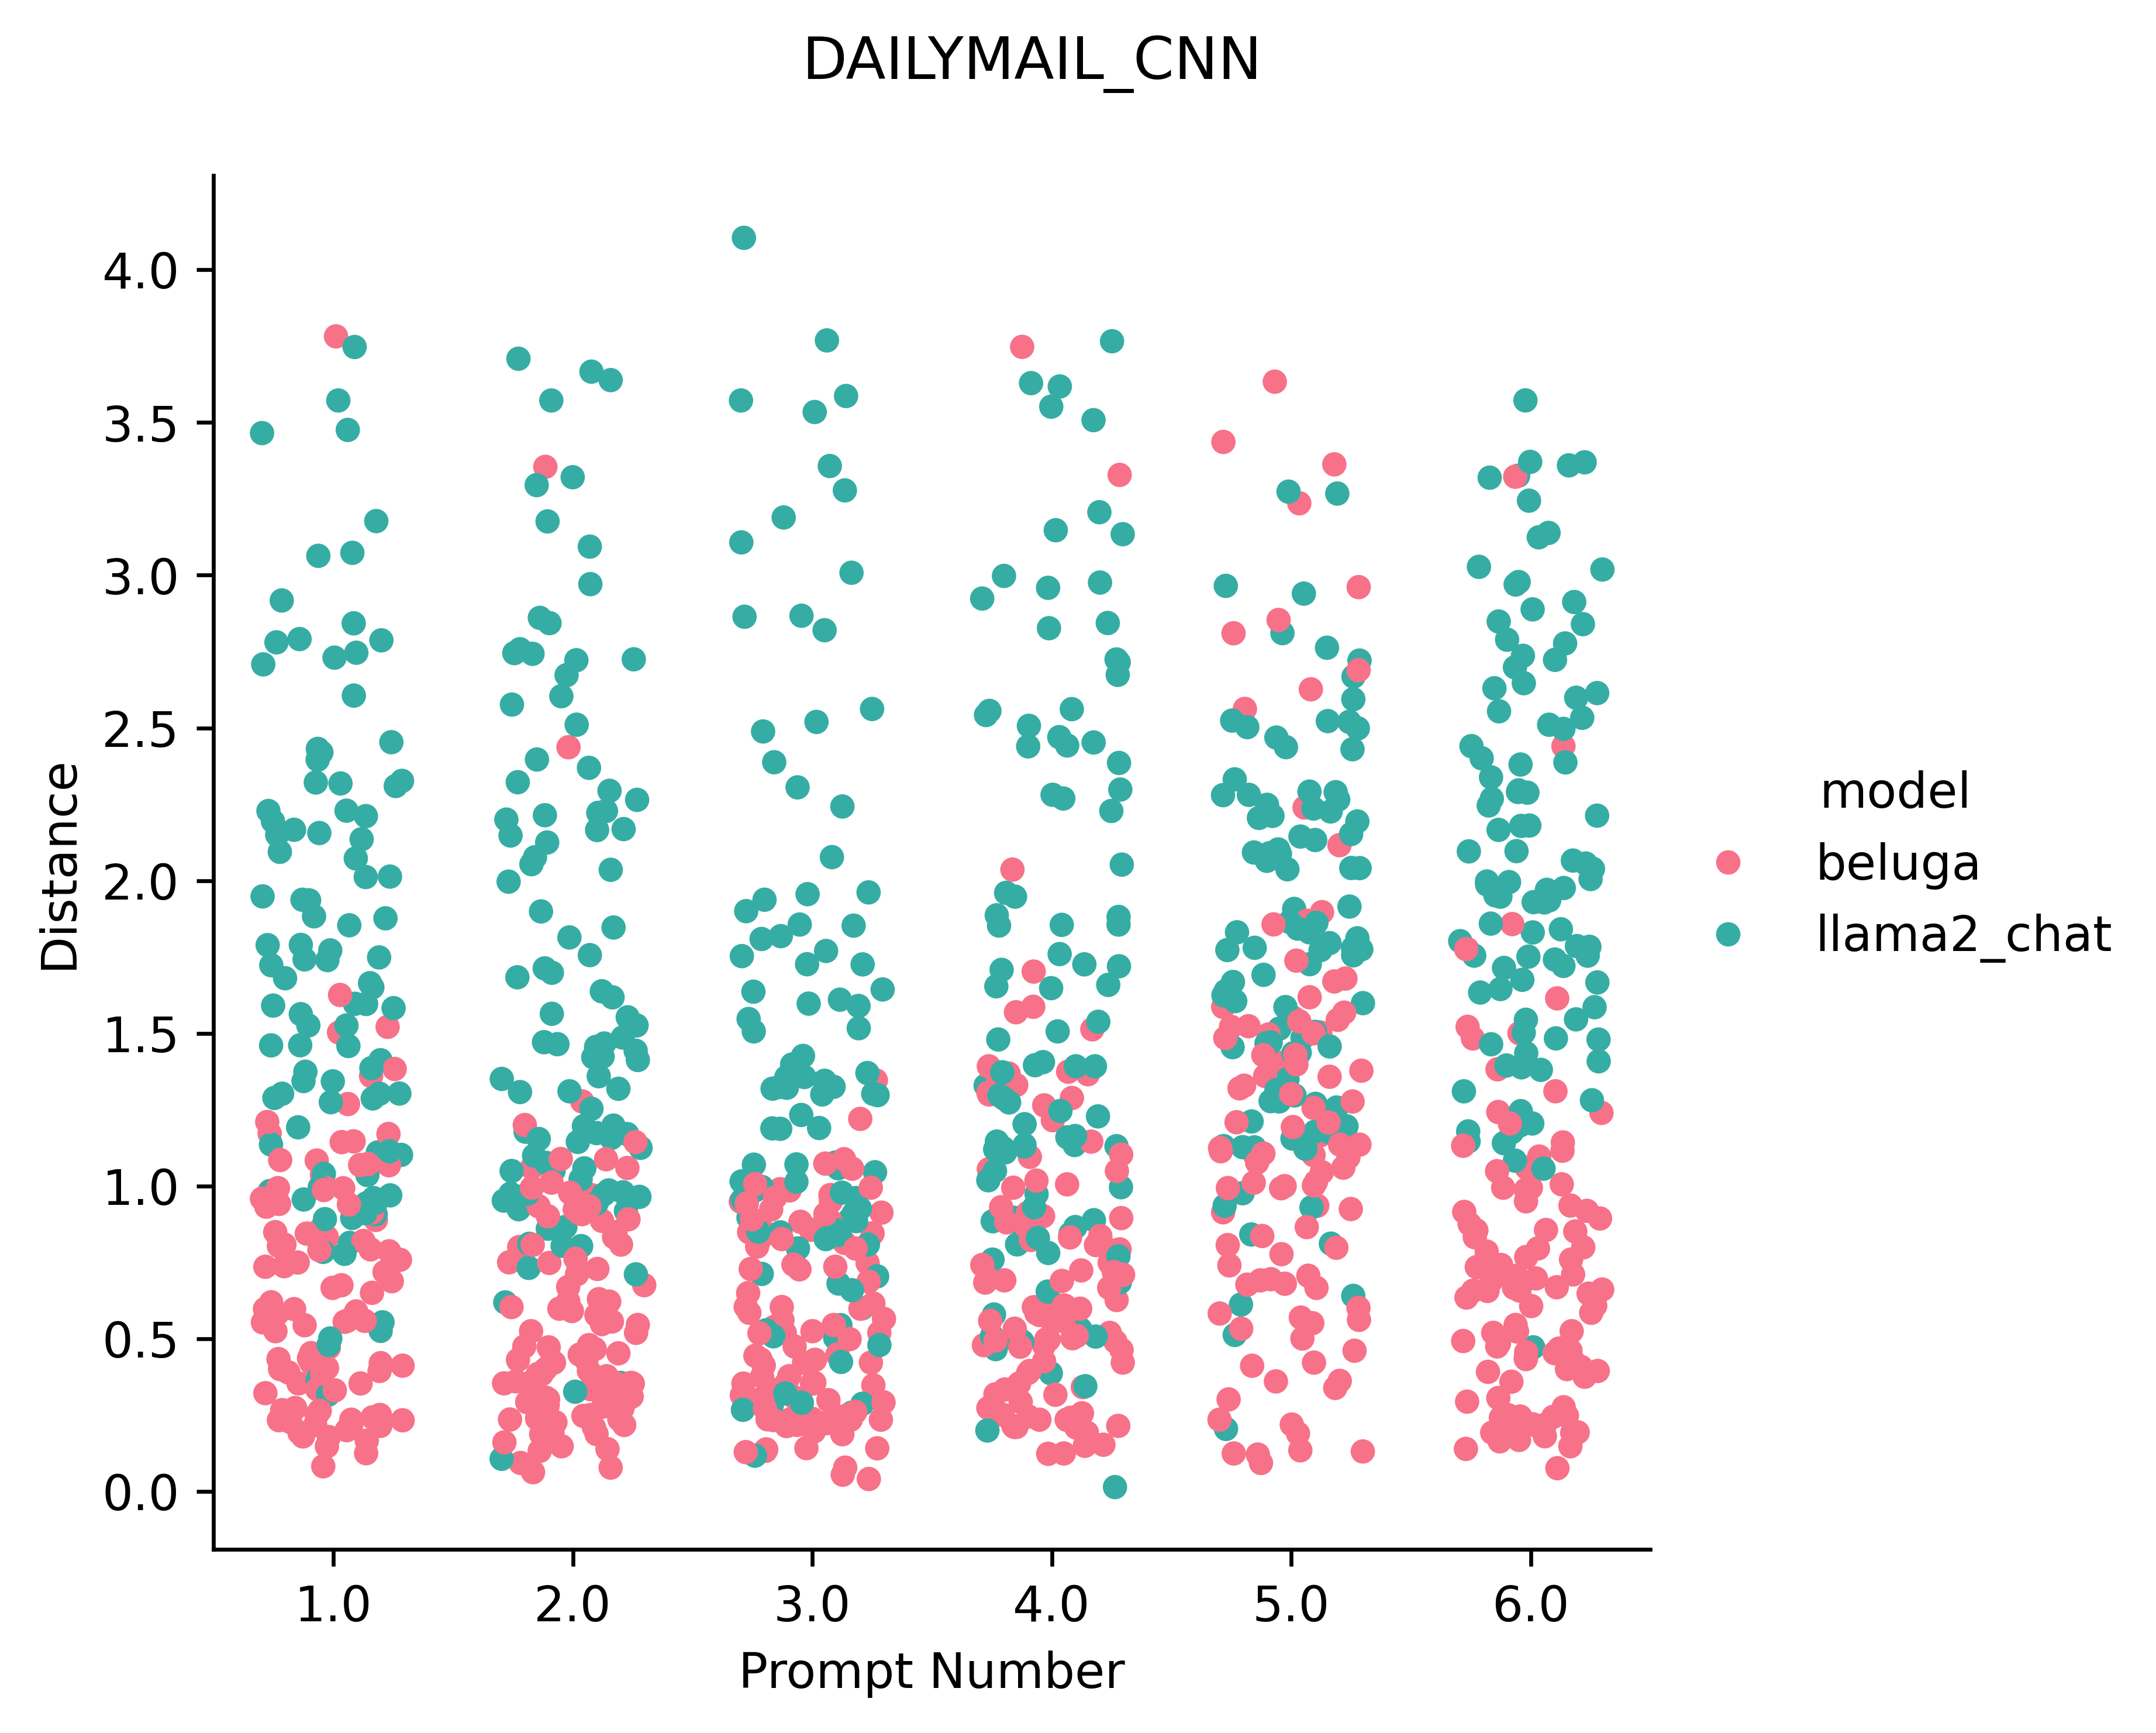 DAILYMAIL_CNN
4.0
3.5
3.0
2.5
2.0
1.5
1.0
0.5
0.0
Distance
1.0 2.0 3.0 4.0 5.0 6.0
Prompt Number
model
beluga
llama2_chat